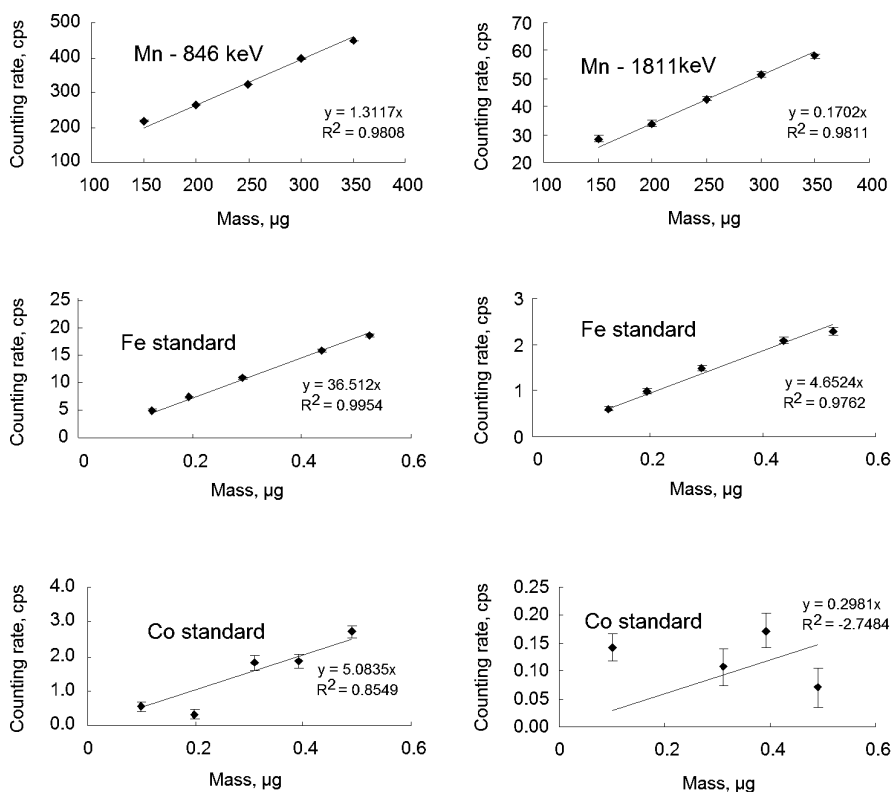 500
400
300
200
100
Counting rate, cps
Mn - 846 keV
y = 1.3117x
R² = 0.9808
100 150 200 250 300 350 400
Mass, µg
70
60
50
40
30
20
Counting rate, cps
Mn - 1811keV
y = 0.1702x
R² = 0.9811
100 150 200 250 300 350 400
Mass, µg
25
20
15
10
5
0
Counting rate, cps
Fe standard
y = 36.512x
R² = 0.9954
0 0.2 0.4 0.6
Mass, µg
3
2
1
0
Counting rate, cps
Fe standard
y = 4.6524x
R² = 0.9762
0 0.2 0.4 0.6
Mass, µg
4.0
3.0
2.0
1.0
0.0
Counting rate, cps
Co standard
y = 5.0835x
R² = 0.8549
0 0.2 0.4 0.6
Mass, µg
0.25
0.20
0.15
0.10
0.05
0.00
Counting rate, cps
Co standard
y = 0.2981x
R² = -2.7484
0 0.2 0.4 0.6
Mass, µg